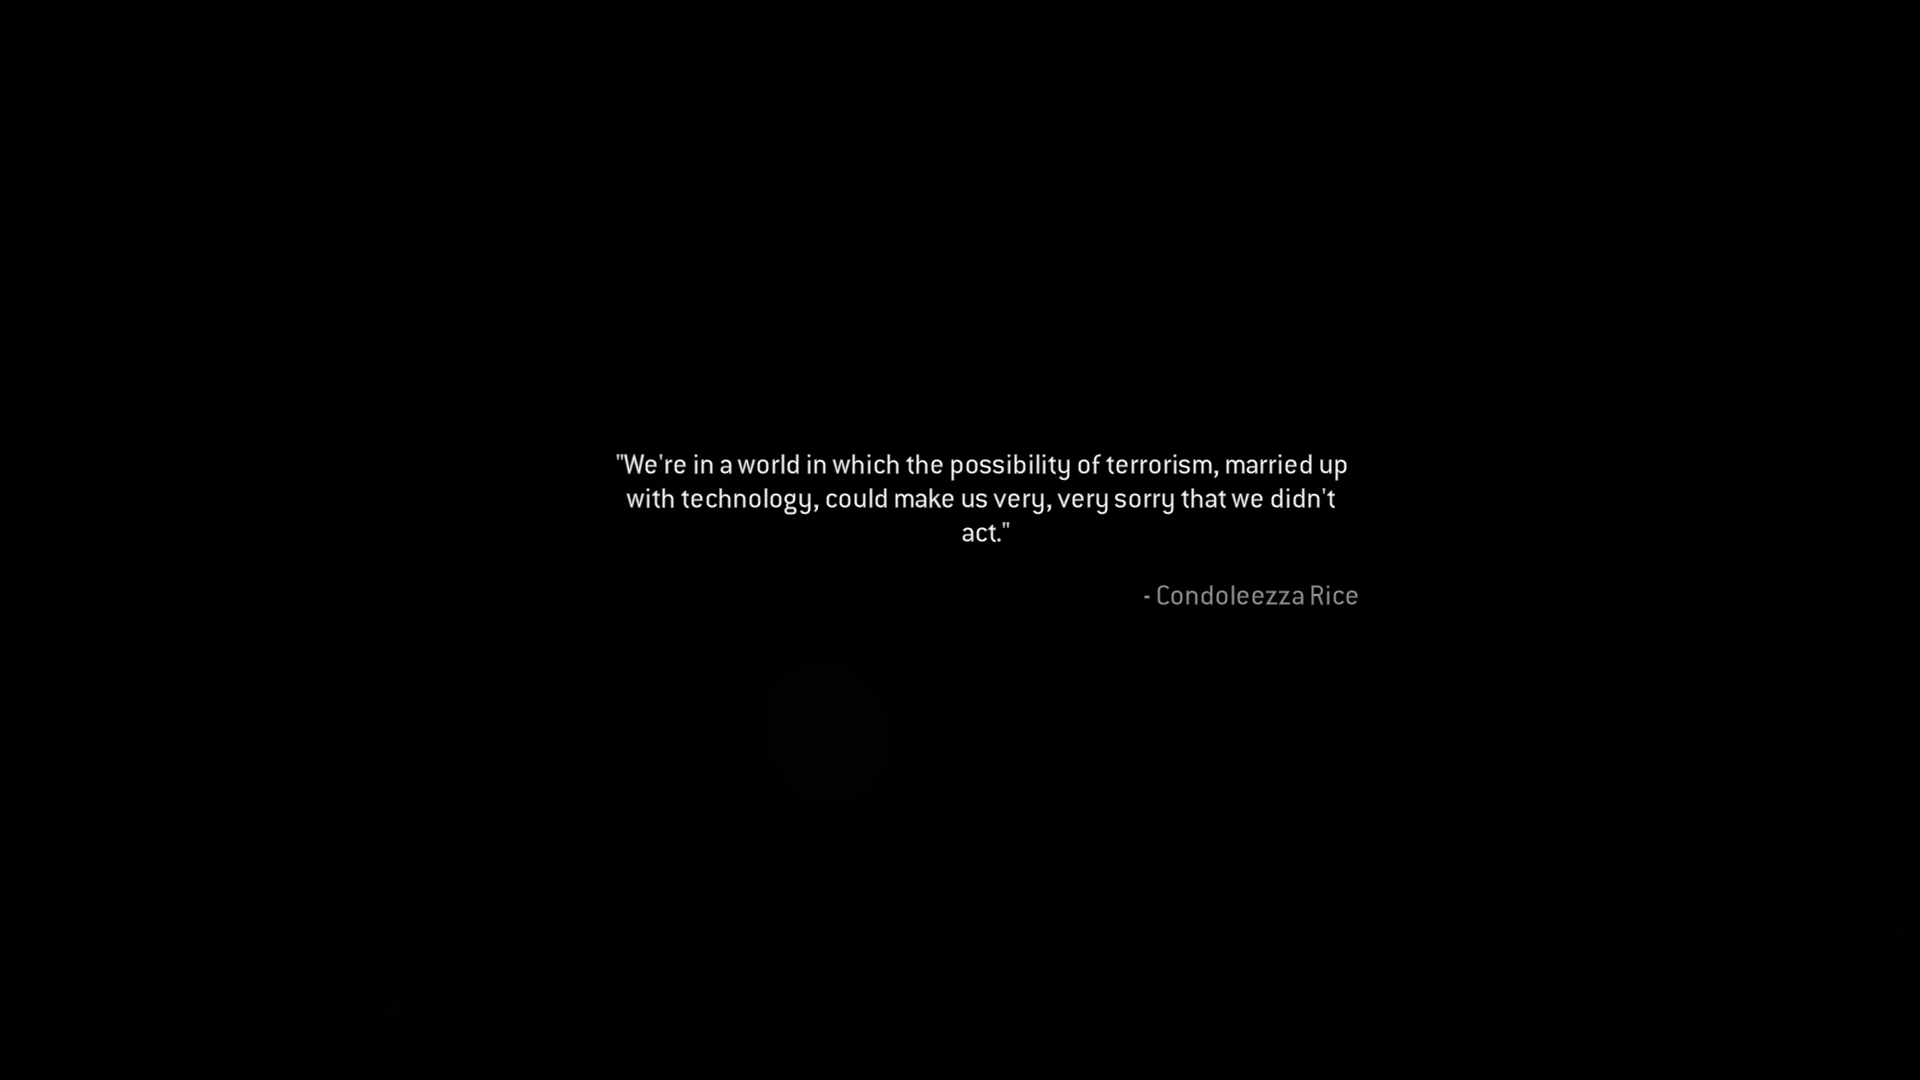 "We're in a world in which the possibility of terrorism, married up
with technology, could make us very, very sorry that we didn't
act."
- Condoleezza Rice